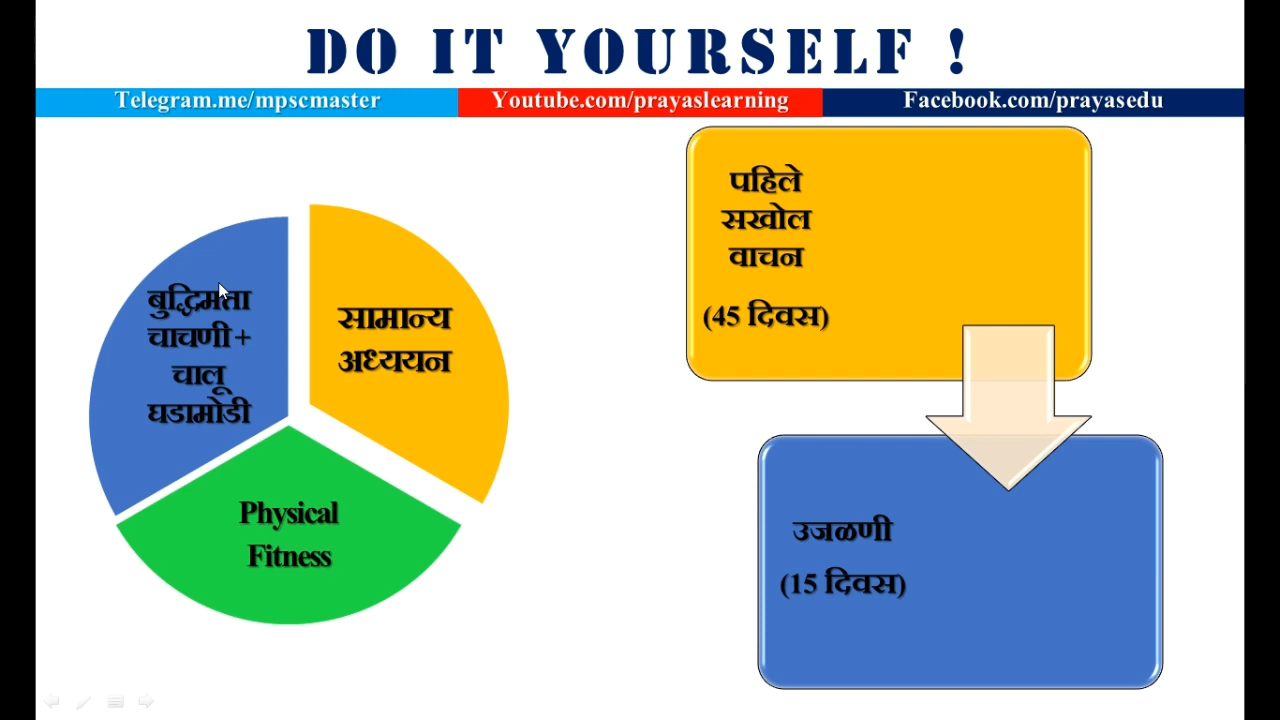 DO IT YOURSELF !
Telegram.me/mpscmaster
Youtube.com/prayaslearning
Facebook.com/prayasedu
बुद्धिमत्ता
चाचणी +
चालू
घडामोडी
सामान्य
अध्ययन
Physical
Fitness
पहिले
सखोल
वाचन
(45 दिवस)
उजळणी
(15 दिवस)